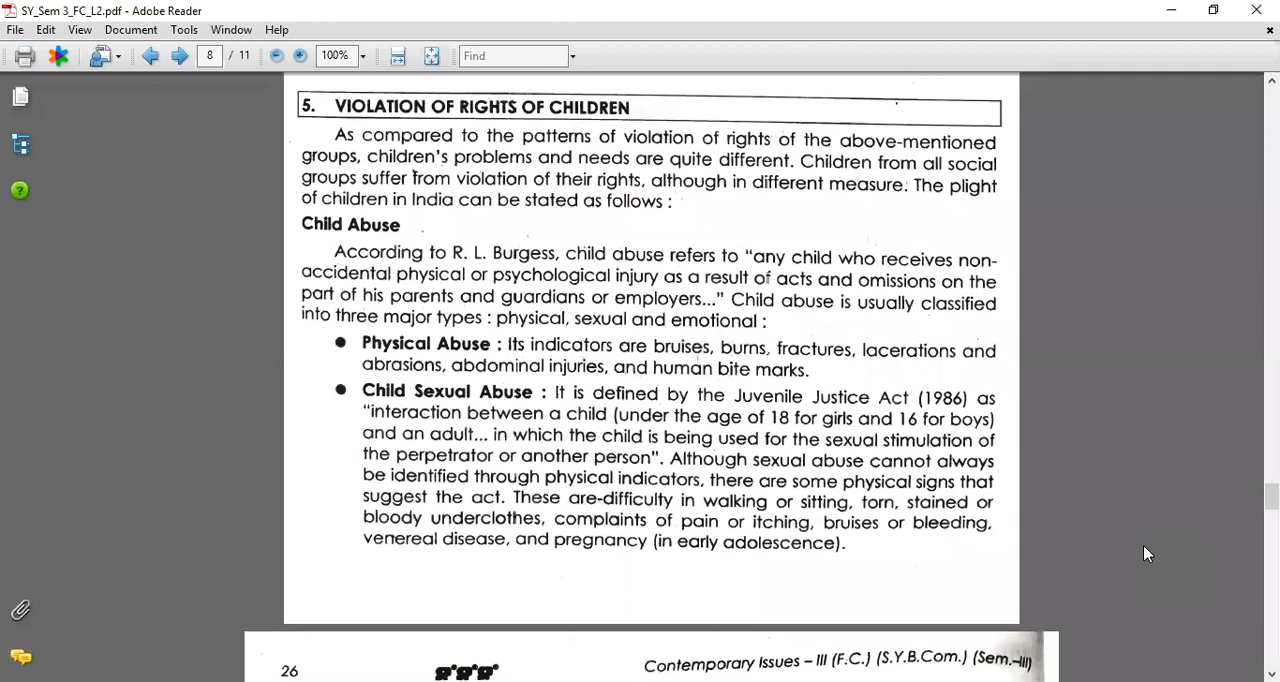 SY_Sem 3_FC_L2.pdf - Adobe Reader
File Edit View Document Tools Window Help
8 / 11 100% Find
5. VIOLATION OF RIGHTS OF CHILDREN
As compared to the patterns of violation of rights of the above-mentioned
groups, children's problems and needs are quite different. Children from all social
groups suffer from violation of their rights, although in different measure. The plight
of children in India can be stated as follows :
Child Abuse
According to R. L. Burgess, child abuse refers to "any child who receives non-
accidental physical or psychological injury as a result of acts and omissions on the
part of his parents and guardians or employers..." Child abuse is usually classified
into three major types : physical, sexual and emotional :
● Physical Abuse : Its indicators are bruises, burns, fractures, lacerations and
abrasions, abdominal injuries, and human bite marks.
● Child Sexual Abuse : It is defined by the Juvenile Justice Act (1986) as
"interaction between a child (under the age of 18 for girls and 16 for boys)
and an adult... in which the child is being used for the sexual stimulation of
the perpetrator or another person". Although sexual abuse cannot always
be identified through physical indicators, there are some physical signs that
suggest the act. These are-difficulty in walking or sitting, torn, stained or
bloody underclothes, complaints of pain or itching, bruises or bleeding,
venereal disease, and pregnancy (in early adolescence).
26 Contemporary Issues – III (F.C.) (S.Y.B.Com.) (Sem.-III)